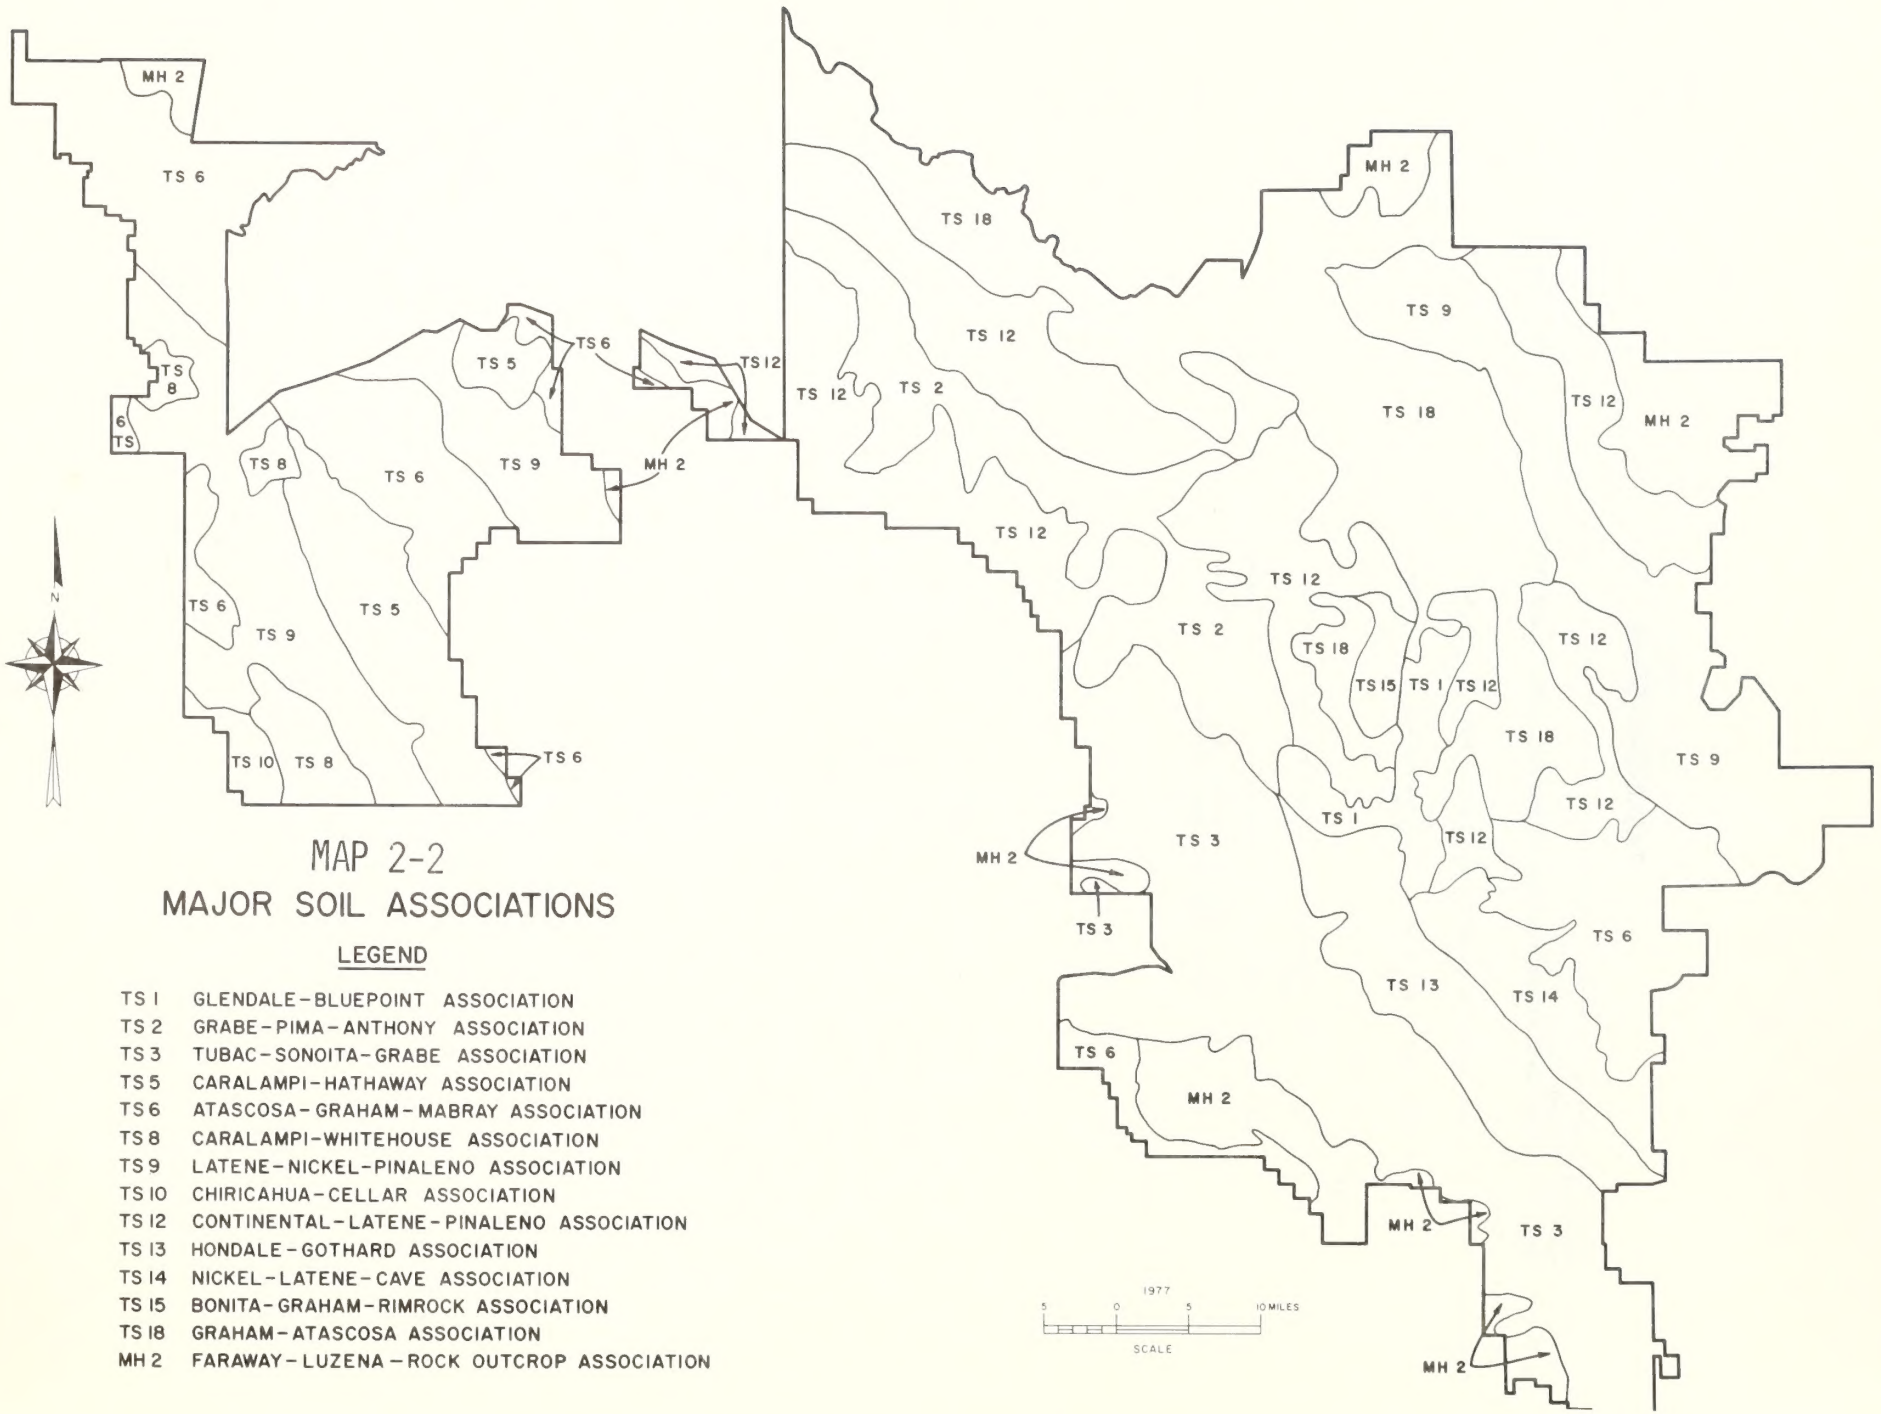 MH 2
TS 6
TS
8
6
TS
TS 8
TS 6
TS 5
TS 6
TS 9
TS 12
MH 2
TS 6
TS 9
TS 5
TS 10
TS 8
TS 6
N
TS 18
MH 2
TS 9
TS 12
TS 12
TS 2
TS 18
TS 12
MH 2
TS 12
TS 12
TS 2
TS 18
TS 15
TS 1
TS 12
TS 12
TS 18
TS 9
TS 12
TS 1
TS 12
TS 3
MH 2
TS 3
TS 6
TS 13
TS 14
TS 6
MH 2
MH 2
TS 3
MH 2
MAP 2-2
MAJOR SOIL ASSOCIATIONS
LEGEND
TS 1 GLENDALE-BLUEPOINT ASSOCIATION
TS 2 GRABE-PIMA-ANTHONY ASSOCIATION
TS 3 TUBAC-SONOITA-GRABE ASSOCIATION
TS 5 CARALAMPI-HATHAWAY ASSOCIATION
TS 6 ATASCOSA-GRAHAM-MABRAY ASSOCIATION
TS 8 CARALAMPI-WHITEHOUSE ASSOCIATION
TS 9 LATENE-NICKEL-PINALENO ASSOCIATION
TS 10 CHIRICAHUA-CELLAR ASSOCIATION
TS 12 CONTINENTAL-LATENE-PINALENO ASSOCIATION
TS 13 HONDALE-GOTHARD ASSOCIATION
TS 14 NICKEL-LATENE-CAVE ASSOCIATION
TS 15 BONITA-GRAHAM-RIMROCK ASSOCIATION
TS 18 GRAHAM-ATASCOSA ASSOCIATION
MH 2 FARAWAY-LUZENA-ROCK OUTCROP ASSOCIATION
1977
5 0 5 10 MILES
SCALE